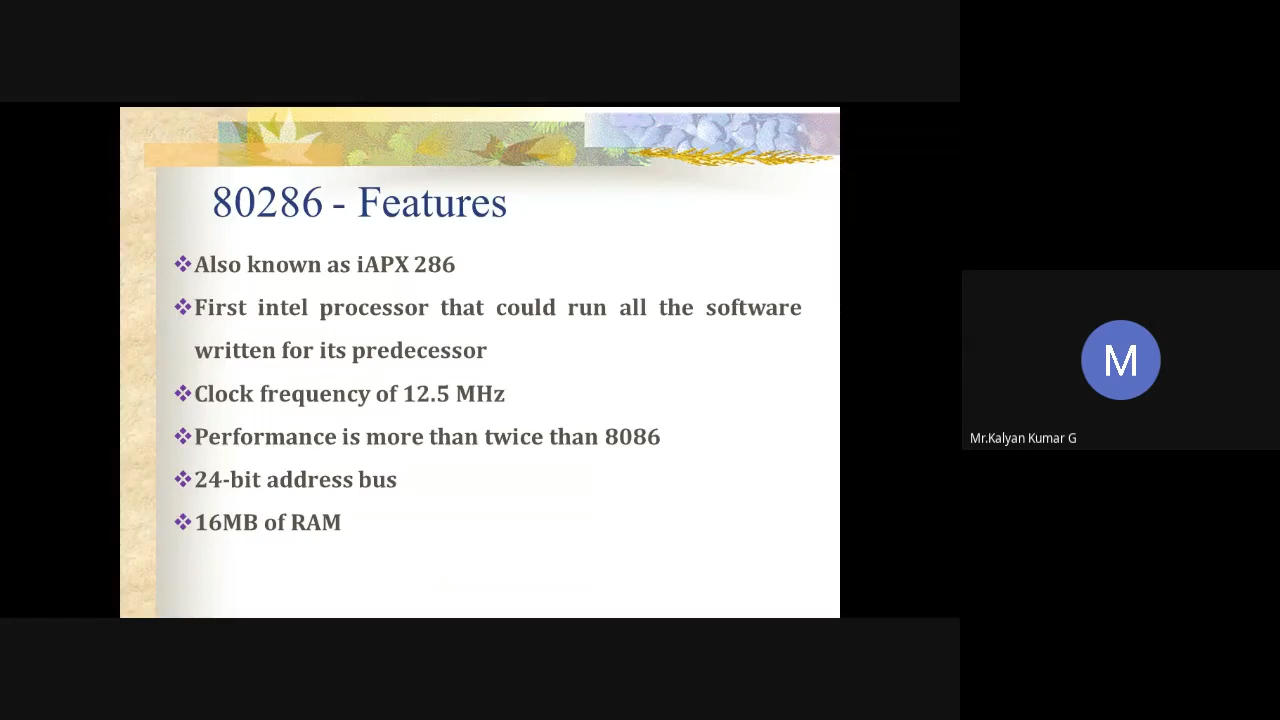 80286 - Features
Also known as iAPX 286
First intel processor that could run all the software
written for its predecessor
Clock frequency of 12.5 MHz
Performance is more than twice than 8086
24-bit address bus
16MB of RAM
M
Mr.Kalyan Kumar G